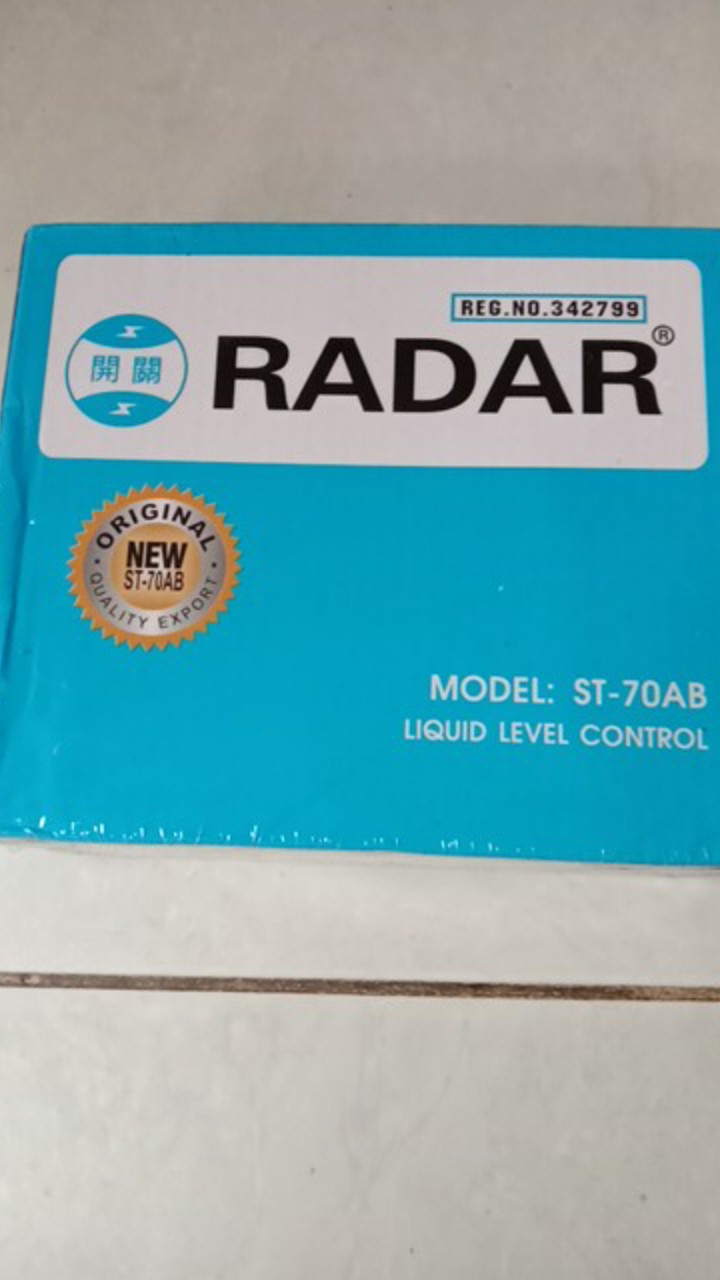 REG.NO.342799
開關
RADAR®
ORIGINAL
NEW
ST-70AB
QUALITY EXPORT
MODEL: ST-70AB
LIQUID LEVEL CONTROL